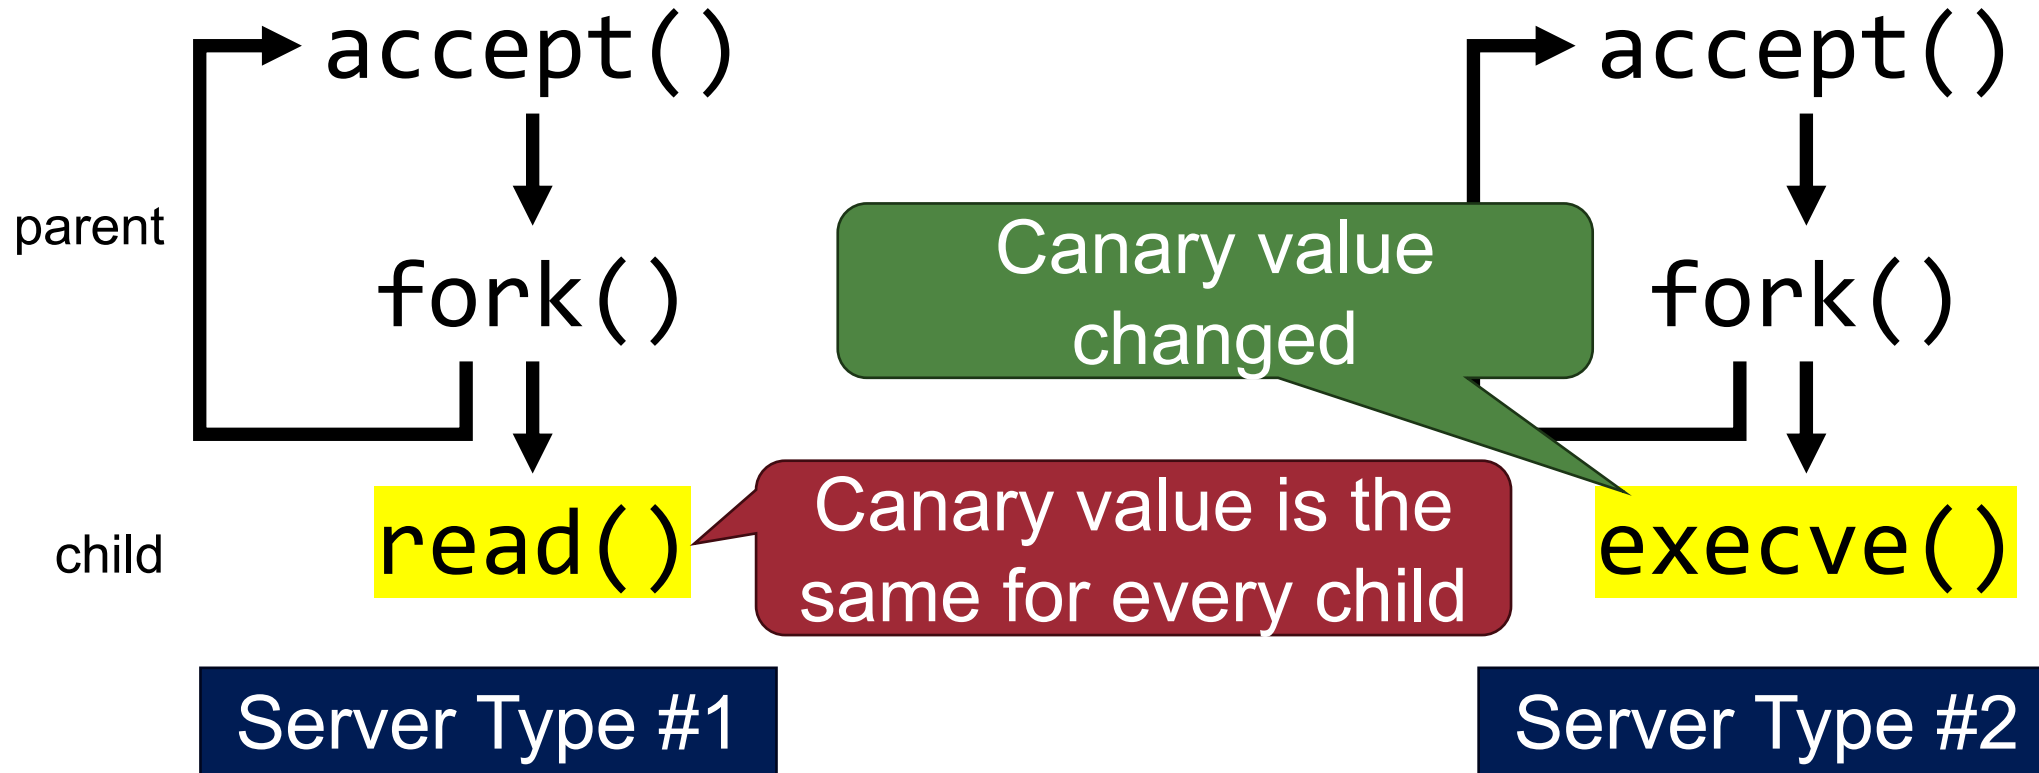 accept()
accept()
parent
Canary value
changed
fork()
fork()
Canary value is the
same for every child
child
read()
execve()
Server Type #1
Server Type #2